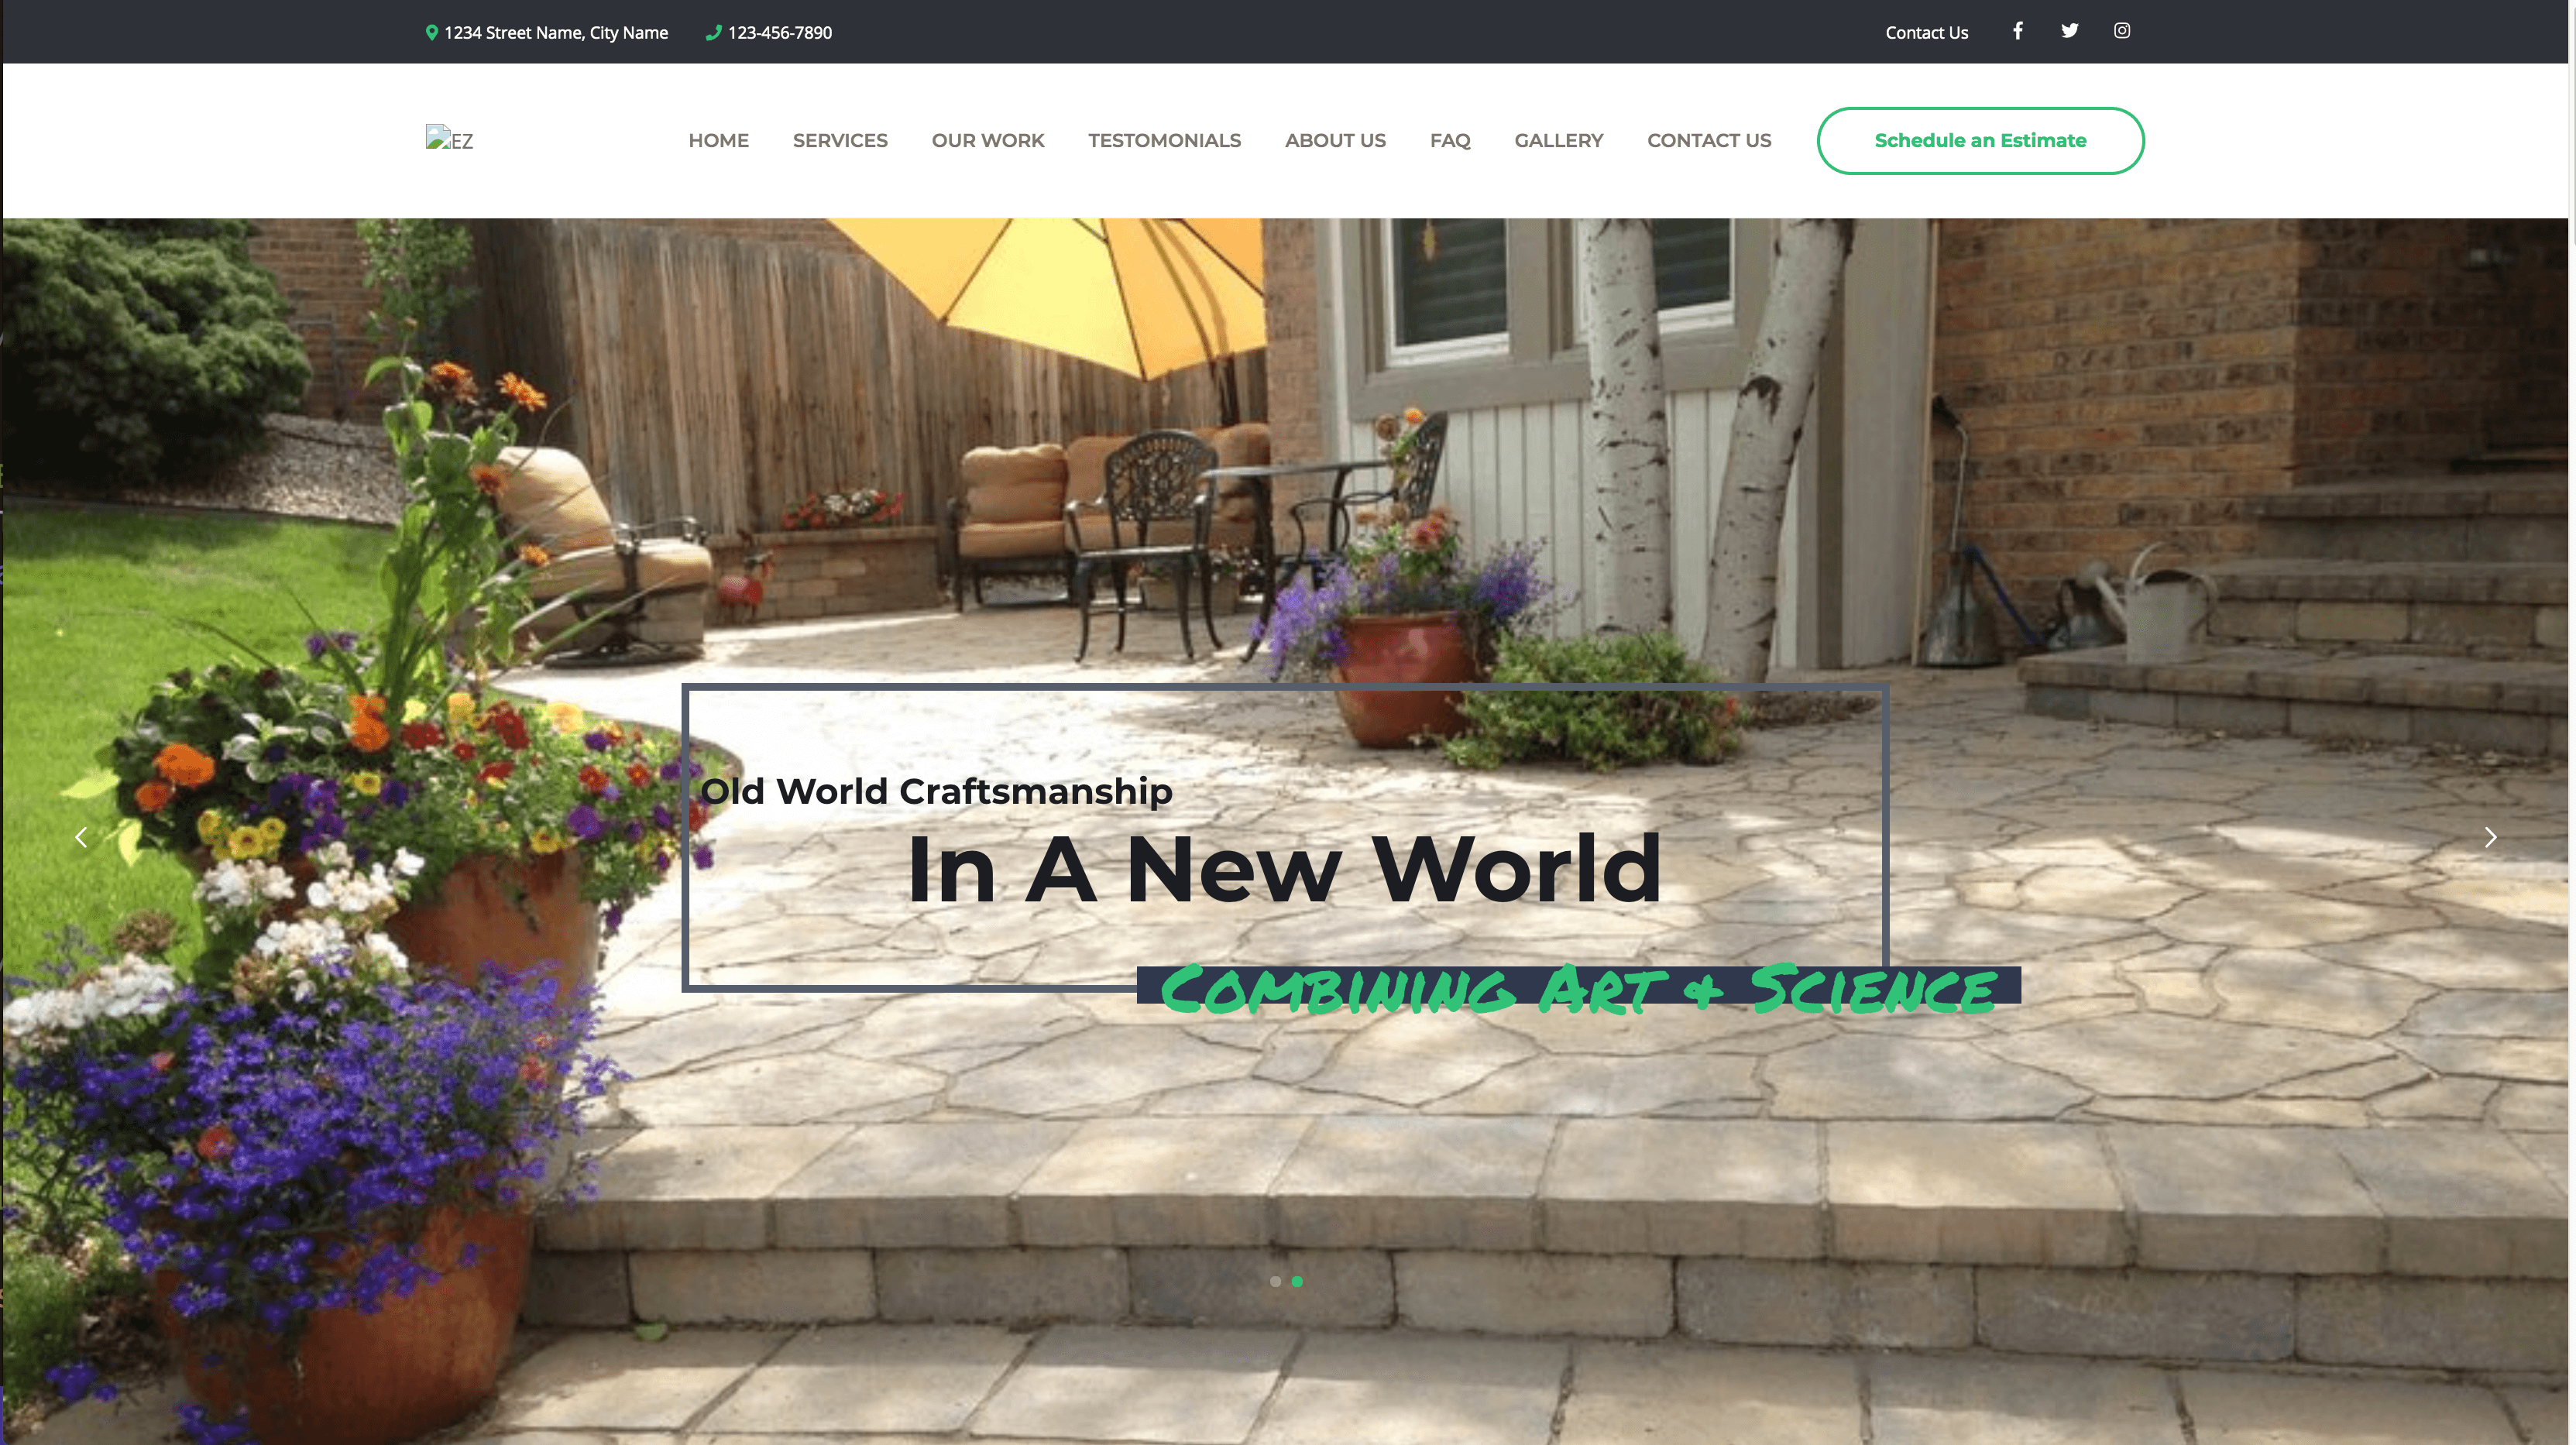 1234 Street Name, City Name
123-456-7890
Contact Us
EZ
HOME
SERVICES
OUR WORK
TESTOMONIALS
ABOUT US
FAQ
GALLERY
CONTACT US
Schedule an Estimate
Old World Craftsmanship
In A New World
Combining Art & Science